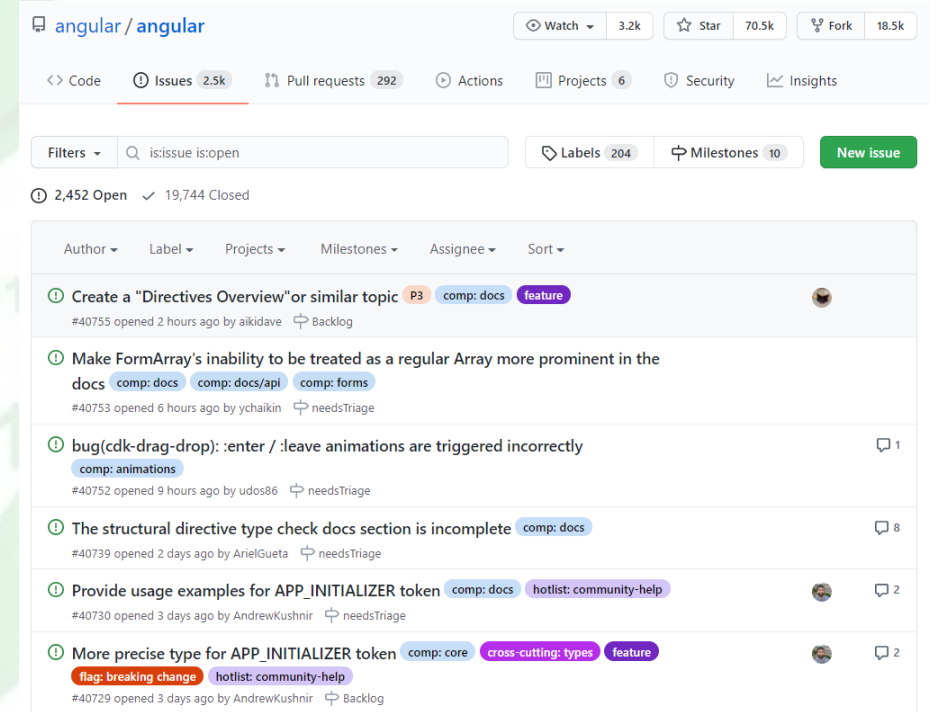 angular / angular
Watch 3.2k Star 70.5k Fork 18.5k
Code Issues 2.5k Pull requests 292 Actions Projects 6 Security Insights
Filters is:issue is:open Labels 204 Milestones 10 New issue
2,452 Open 19,744 Closed
Author Label Projects Milestones Assignee Sort
Create a "Directives Overview"or similar topic P3 comp: docs feature
#40755 opened 2 hours ago by aikidave Backlog
Make FormArray's inability to be treated as a regular Array more prominent in the
docs comp: docs comp: docs/api comp: forms
#40753 opened 6 hours ago by ychaikin needsTriage
bug(cdk-drag-drop): :enter / :leave animations are triggered incorrectly 1
comp: animations
#40752 opened 9 hours ago by udos86 needsTriage
The structural directive type check docs section is incomplete comp: docs 8
#40739 opened 2 days ago by ArielGueta needsTriage
Provide usage examples for APP_INITIALIZER token comp: docs hotlist: community-help 2
#40730 opened 3 days ago by AndrewKushnir needsTriage
More precise type for APP_INITIALIZER token comp: core cross-cutting: types feature 2
flag: breaking change hotlist: community-help
#40729 opened 3 days ago by AndrewKushnir Backlog